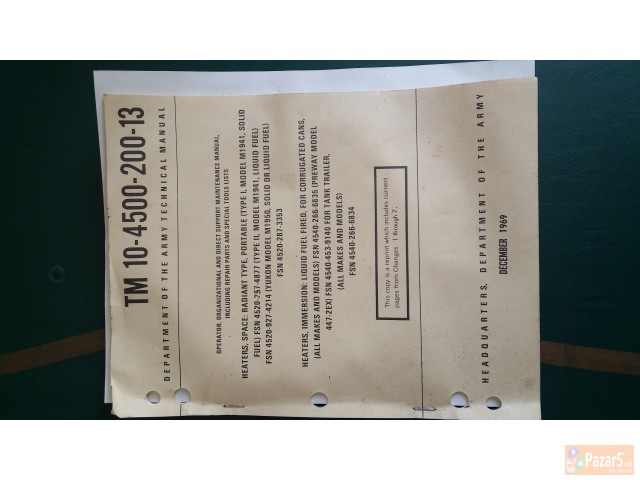 TM 10-4500-200-13
DEPARTMENT OF THE ARMY TECHNICAL MANUAL
OPERATOR, ORGANIZATIONAL AND DIRECT SUPPORT MAINTENANCE MANUAL,
INCLUDING REPAIR PARTS AND SPECIAL TOOLS LISTS
HEATERS, SPACE: RADIANT TYPE, PORTABLE (TYPE I, MODEL M1941, SOLID
FUEL) FSN 4520-257-4877 (TYPE II, MODEL M1941, LIQUID FUEL)
FSN 4520-927-4214 (YUKON MODEL M1950, SOLID OR LIQUID FUEL)
FSN 4520-287-3353
HEATERS, IMMERSION: LIQUID FUEL FIRED, FOR CORRUGATED CANS,
(ALL MAKES AND MODELS) FSN 4540-266-6835 (PREWAY MODEL
447-2EX) FSN 4540-453-9140 FOR TANK TRAILER,
(ALL MAKES AND MODELS)
FSN 4540-266-6834
This copy is a reprint which includes current
pages from Changes 1 through 7.
HEADQUARTERS, DEPARTMENT OF THE ARMY
DECEMBER 1969
Pazar5